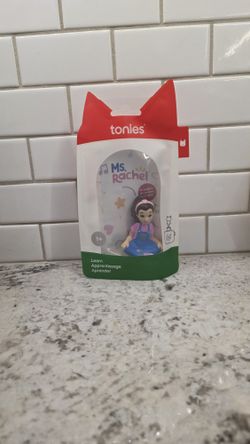 tonies®
Ms.
Rachel
Learn
Apprentissage
Aprender